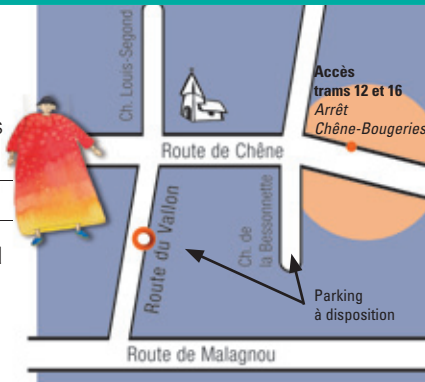 Ch. Louis-Segond
Accès
trams 12 et 16
Arrêt
Chêne-Bougeries
Route de Chêne
Route du Vallon
Ch. de
la Bessonnette
Parking
à disposition
Route de Malagnou